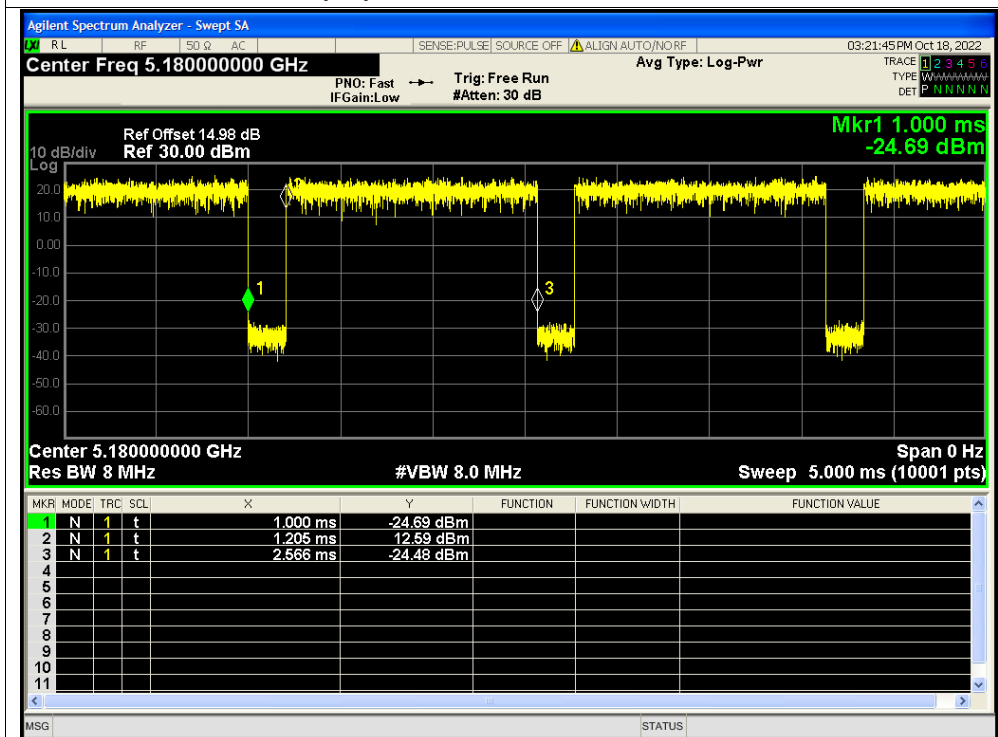 Agilent Spectrum Analyzer - Swept SA
LXI RL RF 50 Ω AC SENSE:PULSE SOURCE OFF ALIGN AUTO/NORF 03:21:45 PM Oct 18, 2022
Center Freq 5.180000000 GHz
PNO: Fast
IFGain:Low
Trig: Free Run
#Atten: 30 dB
Avg Type: Log-Pwr
TRACE 1 2 3 4 5 6
TYPE WWWWWW
DET P N N N N N
Mkr1 1.000 ms
-24.69 dBm
Ref Offset 14.98 dB
10 dB/div Ref 30.00 dBm
Log
20.0
10.0
0.00
-10.0
-20.0
-30.0
-40.0
-50.0
-60.0
1
3
Center 5.180000000 GHz Span 0 Hz
Res BW 8 MHz #VBW 8.0 MHz Sweep 5.000 ms (10001 pts)
MKR MODE TRC SCL X Y FUNCTION FUNCTION WIDTH FUNCTION VALUE
1 N 1 t 1.000 ms -24.69 dBm
2 N 1 t 1.205 ms 12.59 dBm
3 N 1 t 2.566 ms -24.48 dBm
4
5
6
7
8
9
10
11
MSG STATUS